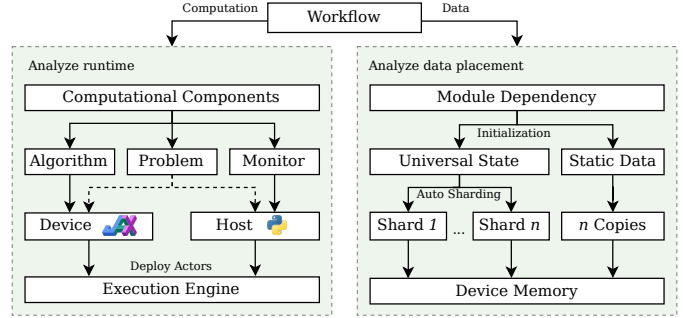 Computation
Workflow
Data
Analyze runtime
Computational Components
Algorithm
Problem
Monitor
Device JAX
Host
Deploy Actors
Execution Engine
Analyze data placement
Module Dependency
Initialization
Universal State
Static Data
Auto Sharding
Shard 1
...
Shard n
n Copies
Device Memory